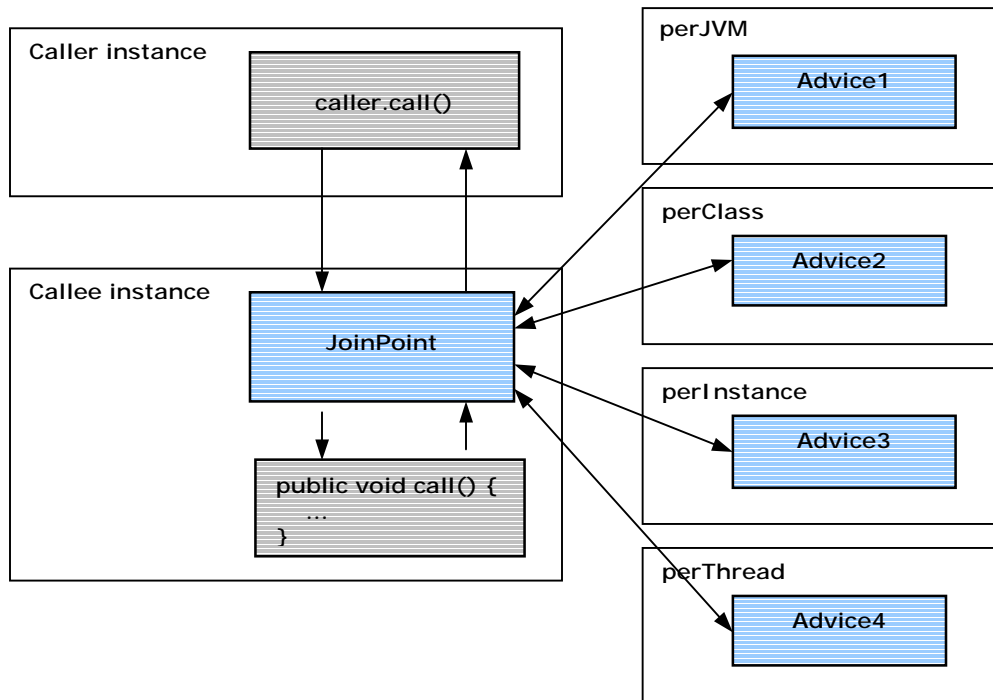 Caller instance
caller.call()
Callee instance
JoinPoint
public void call() {
...
}
perJVM
Advice1
perClass
Advice2
perInstance
Advice3
perThread
Advice4